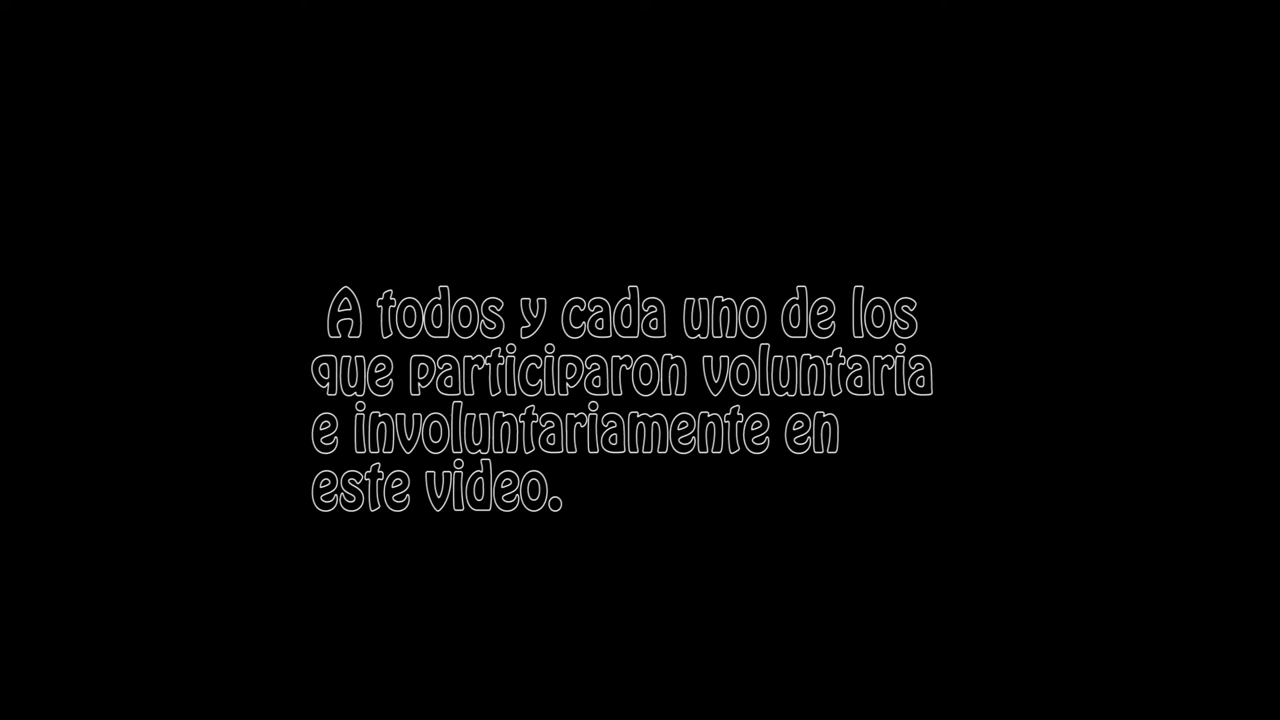 A todos y cada uno de los
que participaron voluntaria
e involuntariamente en
este video.